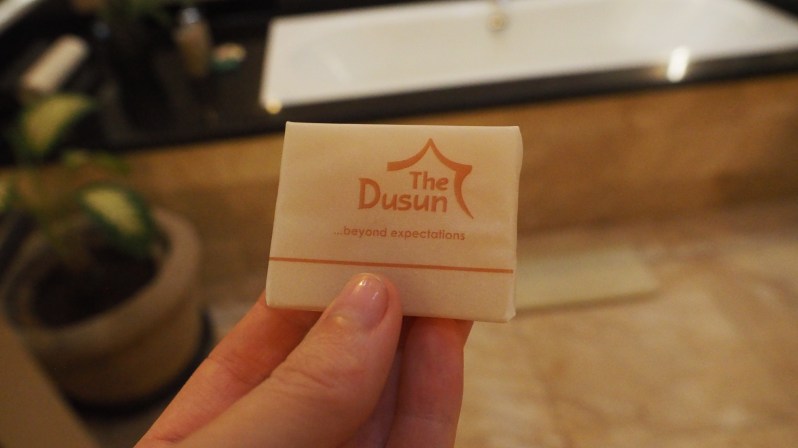 The
Dusun
...beyond expectations